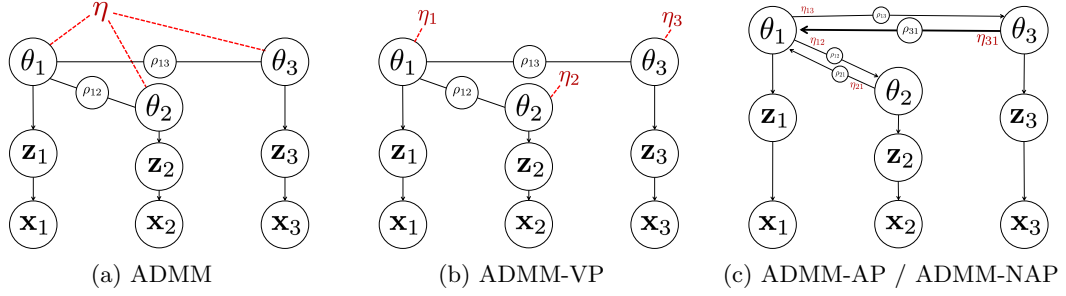 η
θ₁ ρ₁₃ θ₃
ρ₁₂ θ₂
z₁ z₂ z₃
x₁ x₂ x₃
(a) ADMM
η₁ η₃
θ₁ ρ₁₃ θ₃
η₂
ρ₁₂ θ₂
z₁ z₂ z₃
x₁ x₂ x₃
(b) ADMM-VP
η₁₃ ρ₁₃
θ₁ ρ₃₁ η₃₁ θ₃
η₁₂ ρ₁₂
ρ₂₁ η₂₁ θ₂
z₁ z₂ z₃
x₁ x₂ x₃
(c) ADMM-AP / ADMM-NAP